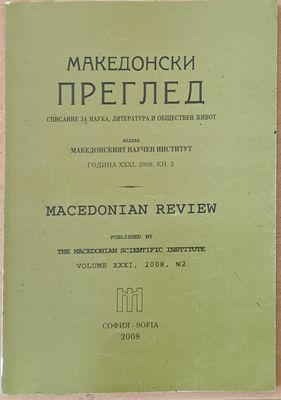 МАКЕДОНСКИ
ПРЕГЛЕД
СПИСАНИЕ ЗА НАУКА, ЛИТЕРАТУРА И ОБЩЕСТВЕН ЖИВОТ
ИЗДАВА
МАКЕДОНСКИЯТ НАУЧЕН ИНСТИТУТ
ГОДИНА XXXI, 2008, КН. 2
MACEDONIAN REVIEW
PUBLISHED BY
THE MACEDONIAN SCIENTIFIC INSTITUTE
VOLUME XXXI, 2008, №2
СОФИЯ - SOFIA
2008